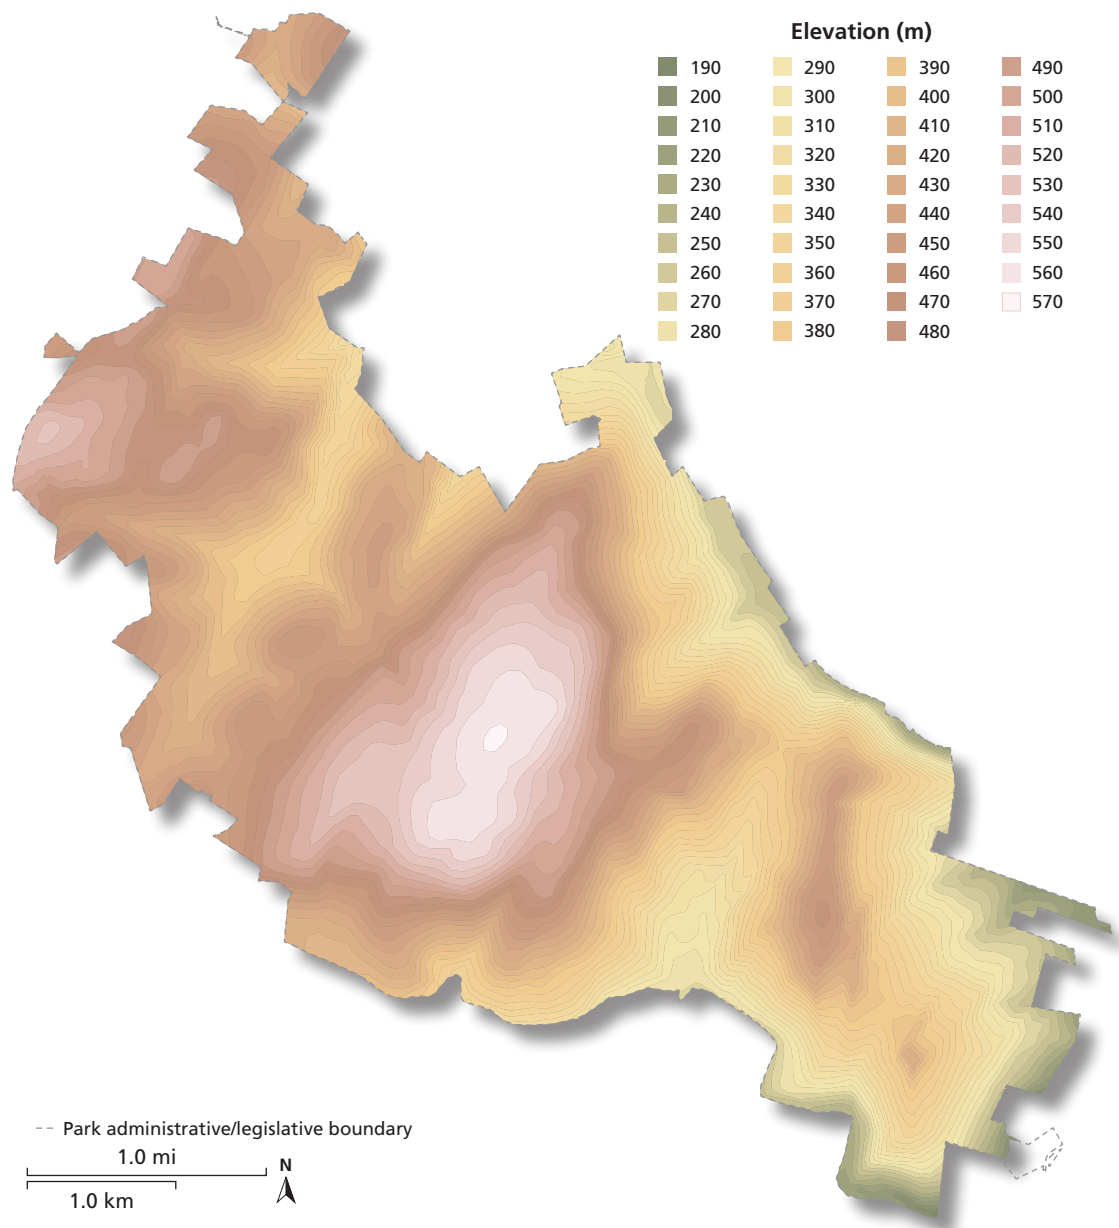 Elevation (m)
190 290 390 490
200 300 400 500
210 310 410 510
220 320 420 520
230 330 430 530
240 340 440 540
250 350 450 550
260 360 460 560
270 370 470 570
280 380 480
Park administrative/legislative boundary
1.0 mi
N
1.0 km